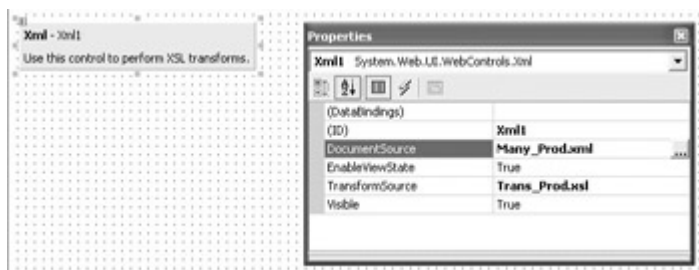 Xml - Xml1
Use this control to perform XSL transforms.
Properties
Xml1 System.Web.UI.WebControls.Xml
(DataBindings)
(ID) Xml1
DocumentSource Many_Prod.xml ...
EnableViewState True
TransformSource Trans_Prod.xsl
Visible True